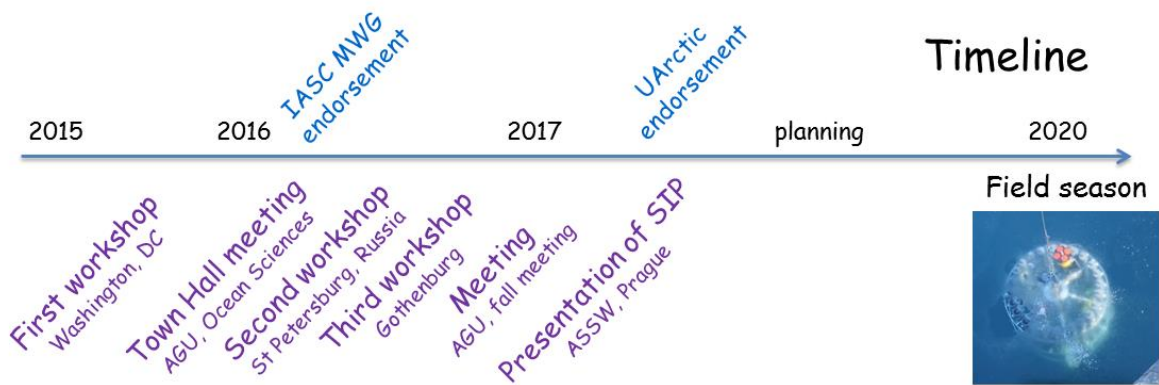 Timeline
IASC MWG
endorsement
UArctic
endorsement
2015
2016
2017
planning
2020
First workshop
Washington, DC
Town Hall meeting
AGU, Ocean Sciences
Second workshop
St Petersburg, Russia
Third workshop
Gothenburg
Meeting
AGU, fall meeting
Presentation of SIP
ASSW, Prague
Field season